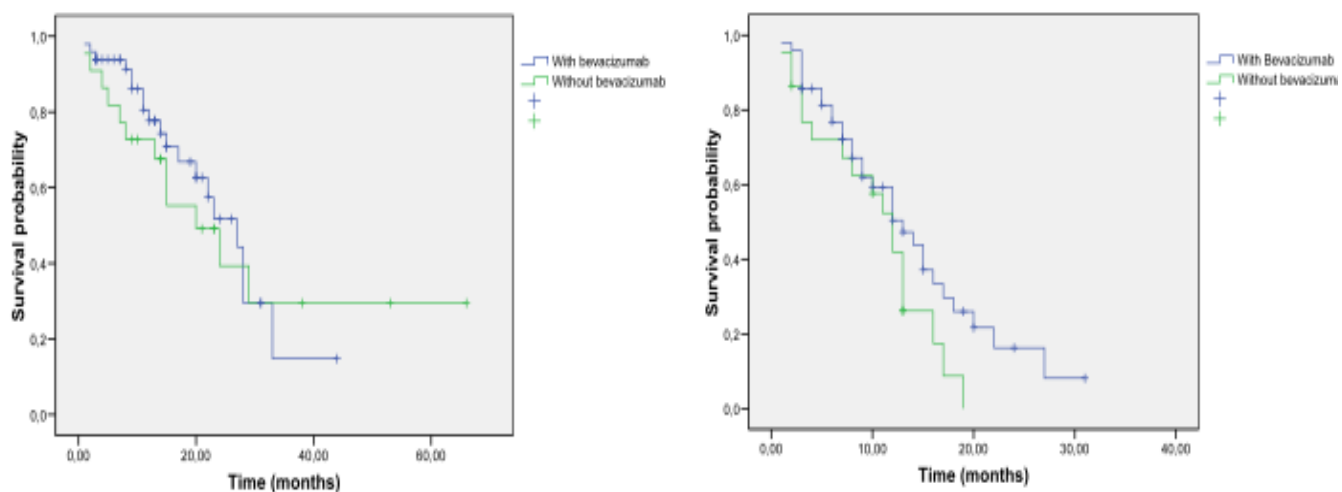 1,0
0,8
0,6
0,4
0,2
0,0
Survival probability
0,00 20,00 40,00 60,00
Time (months)
With bevacizumab
Without bevacizumab
1,0
0,8
0,6
0,4
0,2
0,0
Survival probability
0,00 10,00 20,00 30,00 40,00
Time (months)
With Bevacizumab
Without bevacizuma